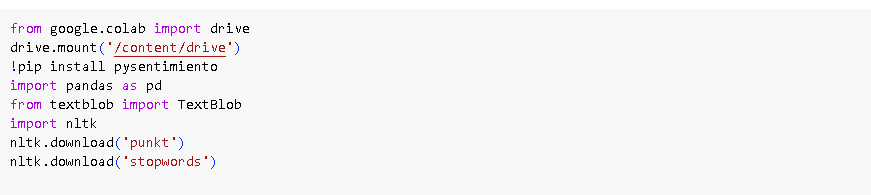 from google.colab import drive
drive.mount('/content/drive')
!pip install pysentimiento
import pandas as pd
from textblob import TextBlob
import nltk
nltk.download('punkt')
nltk.download('stopwords')